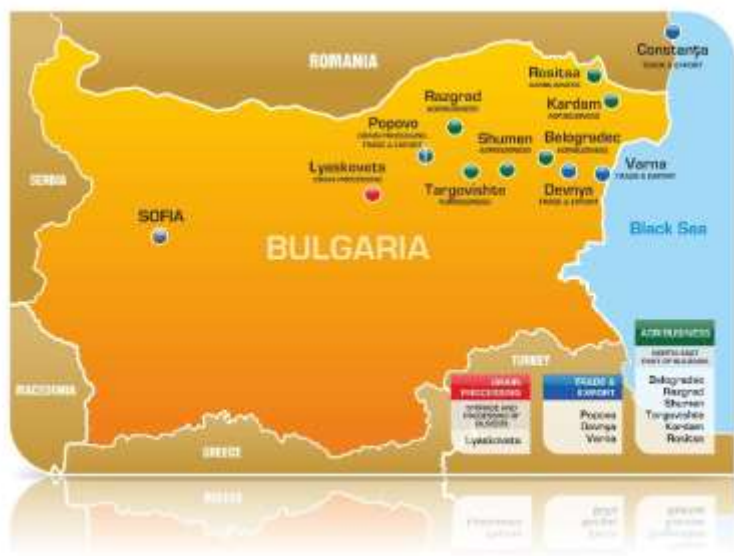 Constanța
TRADE & EXPORT
ROMANIA
Rositsa
AGRIBUSINESS
Razgrad
AGRIBUSINESS
Kardam
AGRIBUSINESS
Popovo
GRAIN PROCESSING,
TRADE & EXPORT
Shumen
AGRIBUSINESS
Belogradec
AGRIBUSINESS
Lyaskovets
GRAIN PROCESSING
Varna
TRADE & EXPORT
SERBIA
Targovishte
AGRIBUSINESS
Devnya
TRADE & EXPORT
SOFIA
Black Sea
BULGARIA
AGRIBUSINESS
NORTH-EAST
PART OF BULGARIA
Belogradec
Razgrad
Shumen
Targovishte
Kardam
Rositsa
TURKEY
MACEDONIA
GRAIN
PROCESSING
STORAGE AND
PROCESSING OF
Lyaskovets
TRADE &
EXPORT
Popovo
Devnya
Varna
GREECE